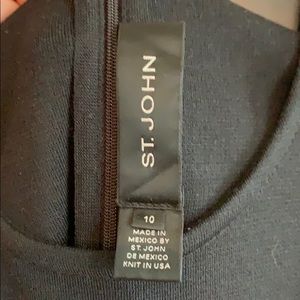 ST. JOHN
10
MADE IN
MEXICO BY
ST. JOHN
DE MEXICO
KNIT IN USA